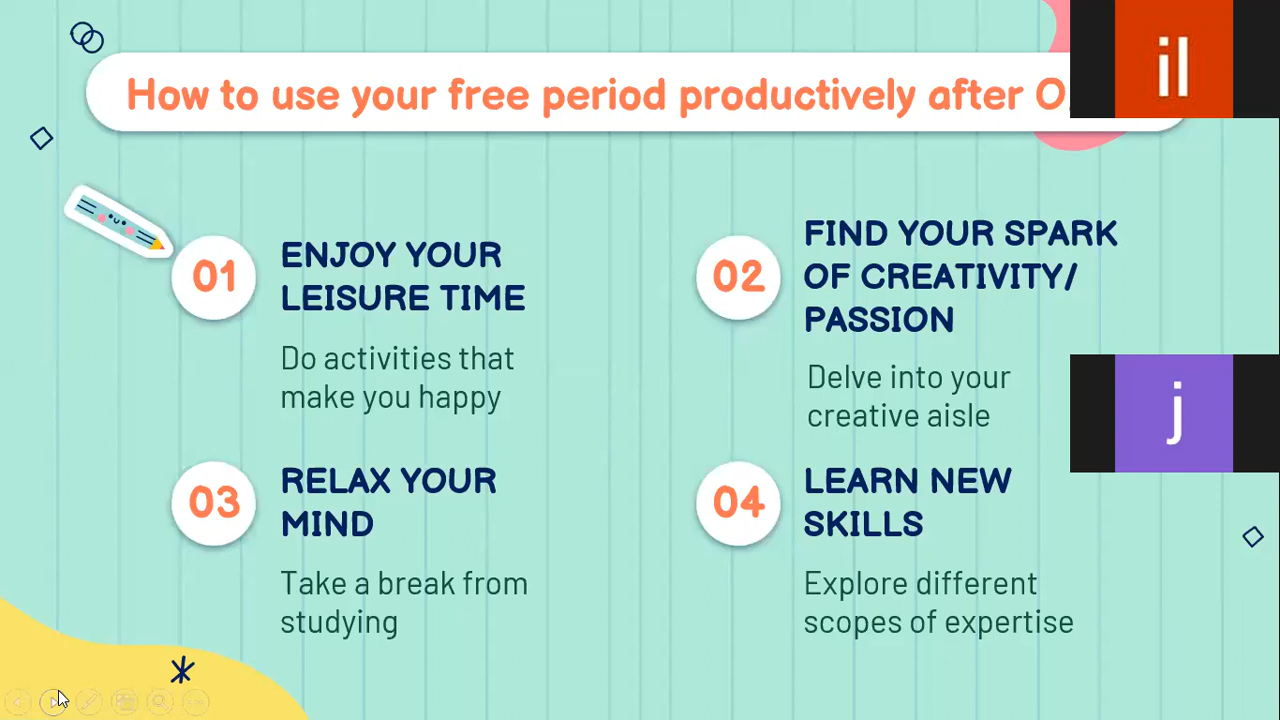 How to use your free period productively after O
il
01
ENJOY YOUR
LEISURE TIME
Do activities that
make you happy
02
FIND YOUR SPARK
OF CREATIVITY/
PASSION
Delve into your
creative aisle
j
03
RELAX YOUR
MIND
Take a break from
studying
04
LEARN NEW
SKILLS
Explore different
scopes of expertise